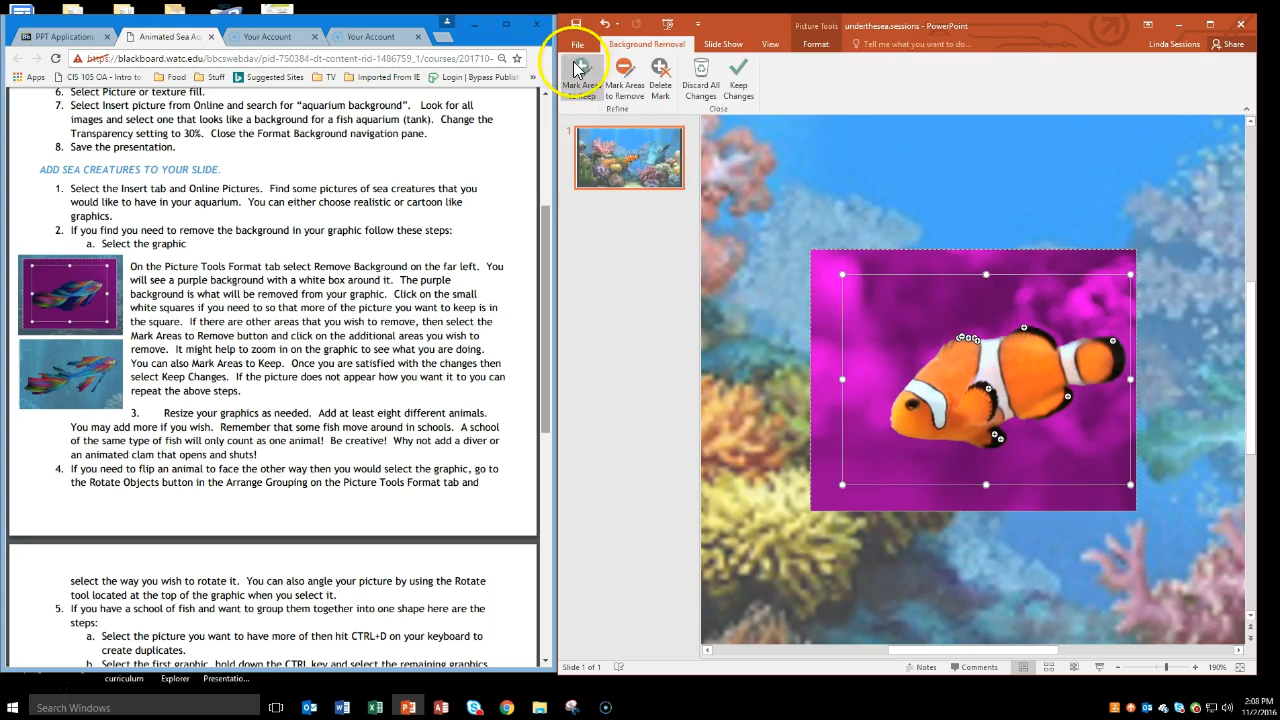 PPT Applications
Animated Sea Aq
Your Account
Your Account
https://blackboard.watc.edu/bbcswebdav/pid-750384-dt-content-rid-1486759_1/courses/201710-
Apps
CIS 105 OA - Intro to
Food
Stuff
Suggested Sites
TV
Imported From IE
Login | Bypass Publish
6. Select Picture or texture fill.
7. Select Insert picture from Online and search for "aquarium background". Look for all
images and select one that looks like a background for a fish aquarium (tank). Change the
Transparency setting to 30%. Close the Format Background navigation pane.
8. Save the presentation.
ADD SEA CREATURES TO YOUR SLIDE.
1. Select the Insert tab and Online Pictures. Find some pictures of sea creatures that you
would like to have in your aquarium. You can either choose realistic or cartoon like
graphics.
2. If you find you need to remove the background in your graphic follow these steps:
a. Select the graphic
On the Picture Tools Format tab select Remove Background on the far left. You
will see a purple background with a white box around it. The purple
background is what will be removed from your graphic. Click on the small
white squares if you need to so that more of the picture you want to keep is in
the square. If there are other areas that you wish to remove, then select the
Mark Areas to Remove button and click on the additional areas you wish to
remove. It might help to zoom in on the graphic to see what you are doing.
You can also Mark Areas to Keep. Once you are satisfied with the changes then
select Keep Changes. If the picture does not appear how you want it to you can
repeat the above steps.
3. Resize your graphics as needed. Add at least eight different animals.
You may add more if you wish. Remember that some fish move around in schools. A school
of the same type of fish will only count as one animal! Be creative! Why not add a diver or
an animated clam that opens and shuts!
4. If you need to flip an animal to face the other way then you would select the graphic, go to
the Rotate Objects button in the Arrange Grouping on the Picture Tools Format tab and
select the way you wish to rotate it. You can also angle your picture by using the Rotate
tool located at the top of the graphic when you select it.
5. If you have a school of fish and want to group them together into one shape here are the
steps:
a. Select the picture you want to have more of then hit CTRL+D on your keyboard to
create duplicates.
b. Select the first graphic, hold down the CTRL key and select the remaining graphics
Picture Tools
underthesea.sessions - PowerPoint
File
Background Removal
Slide Show
View
Format
Tell me what you want to do...
Linda Sessions
Share
Mark Areas
to Keep
Mark Areas
to Remove
Delete
Mark
Discard All
Changes
Keep
Changes
Refine
Close
1
Slide 1 of 1
Notes
Comments
190%
curriculum
Explorer
Presentatio...
Search Windows
2:08 PM
11/2/2016